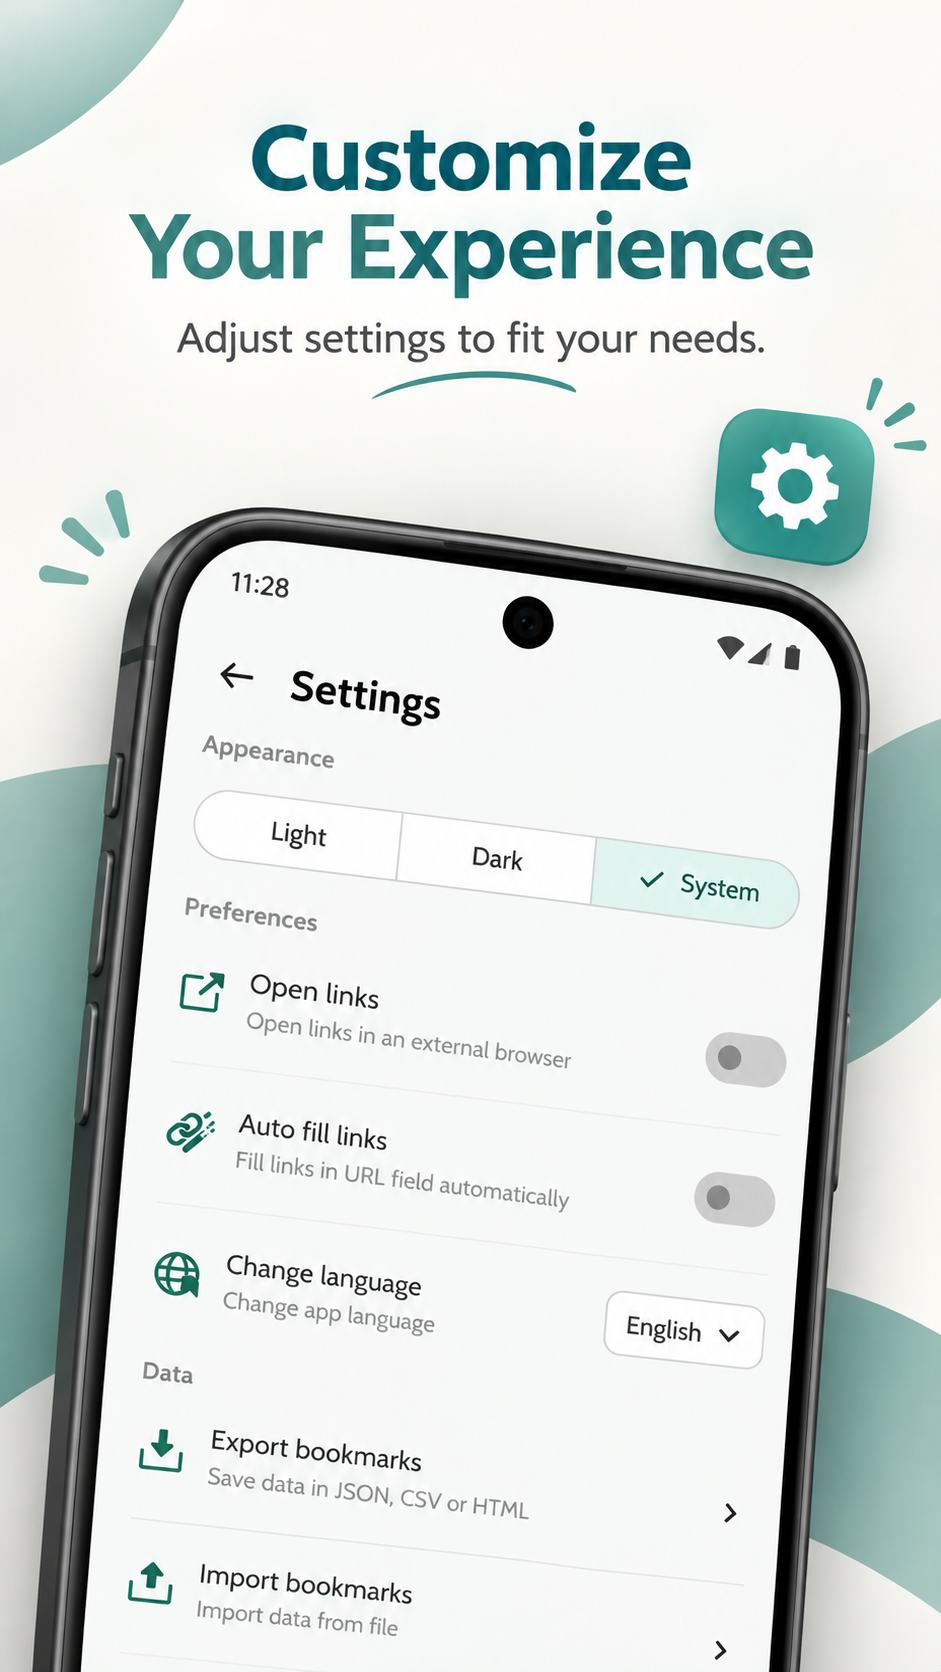 Customize
Your Experience
Adjust settings to fit your needs.
11:28
Settings
Appearance
Light
Dark
System
Preferences
Open links
Open links in an external browser
Auto fill links
Fill links in URL field automatically
Change language
Change app language
English
Data
Export bookmarks
Save data in JSON, CSV or HTML
Import bookmarks
Import data from file